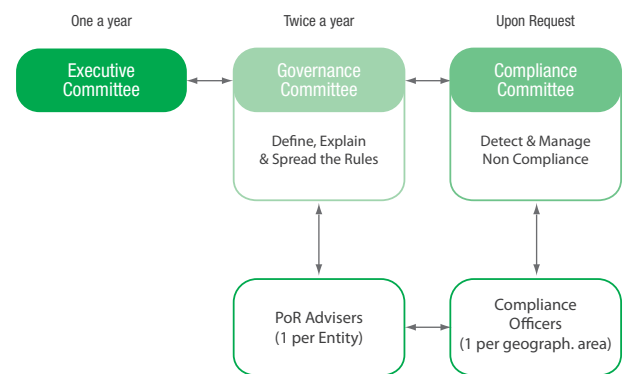 One a year
Twice a year
Upon Request
Executive
Committee
Governance
Committee
Compliance
Committee
Define, Explain
& Spread the Rules
Detect & Manage
Non Compliance
PoR Advisers
(1 per Entity)
Compliance
Officers
(1 per geograph. area)